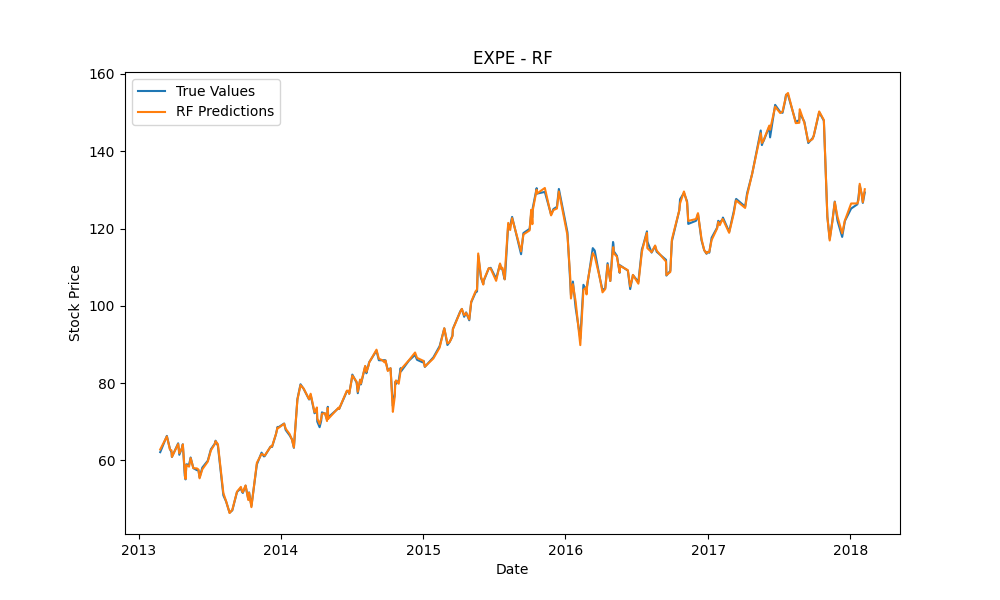 EXPE - RF
True Values
RF Predictions
Stock Price
160
140
120
100
80
60
2013
2014
2015
2016
2017
2018
Date